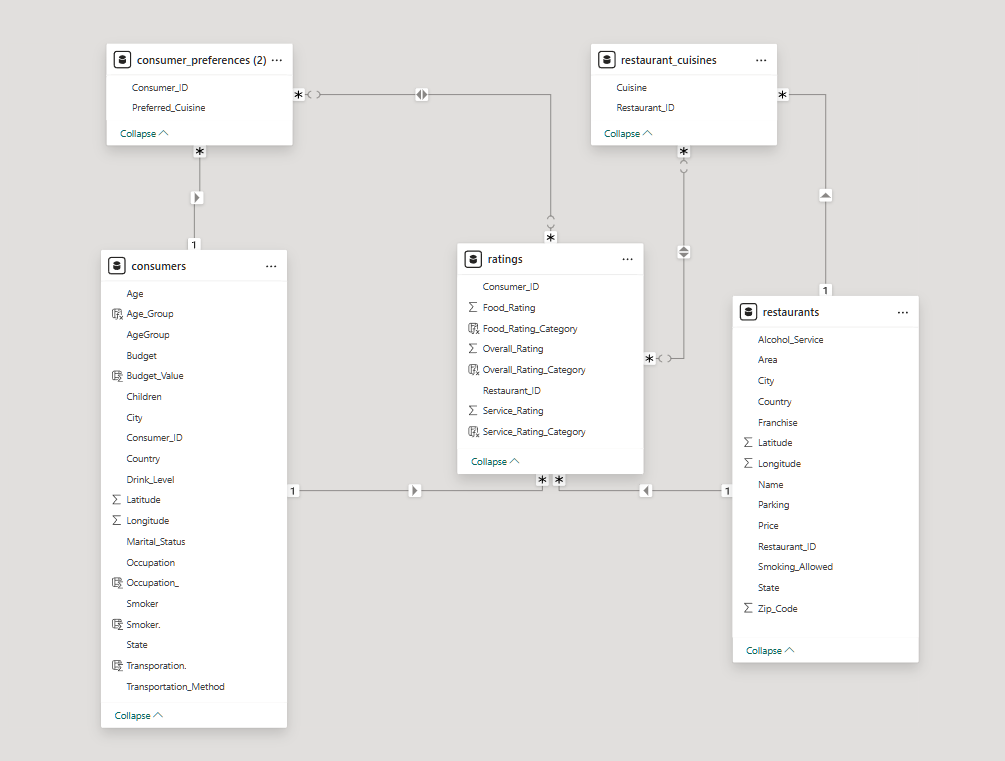 consumer_preferences (2) ...
Consumer_ID
Preferred_Cuisine
Collapse
restaurant_cuisines ...
Cuisine
Restaurant_ID
Collapse
*
*
*
1
*
*
*
1
consumers ...
Age
Age_Group
AgeGroup
Budget
Budget_Value
Children
City
Consumer_ID
Country
Drink_Level
Latitude
Longitude
Marital_Status
Occupation
Occupation_
Smoker
Smoker.
State
Transporation.
Transportation_Method
Collapse
ratings ...
Consumer_ID
Σ Food_Rating
Food_Rating_Category
Σ Overall_Rating
Overall_Rating_Category
Restaurant_ID
Σ Service_Rating
Service_Rating_Category
Collapse
restaurants ...
Alcohol_Service
Area
City
Country
Franchise
Σ Latitude
Σ Longitude
Name
Parking
Price
Restaurant_ID
Smoking_Allowed
State
Σ Zip_Code
Collapse
1
* *
1